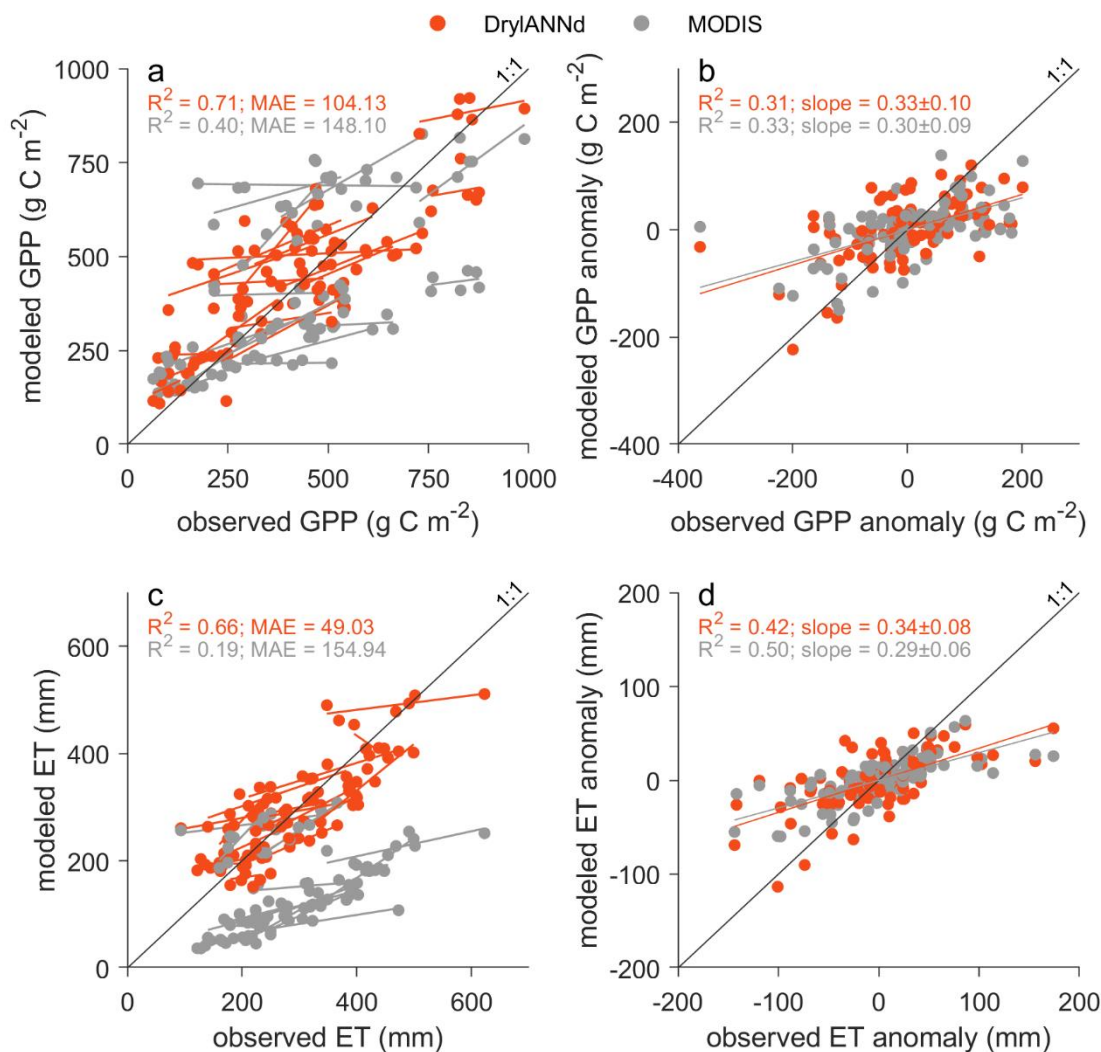 DrylANNd MODIS
a
1:1
R² = 0.71; MAE = 104.13
R² = 0.40; MAE = 148.10
1000
750
500
250
0
modeled GPP (g C m⁻²)
0 250 500 750 1000
observed GPP (g C m⁻²)
b
1:1
R² = 0.31; slope = 0.33±0.10
R² = 0.33; slope = 0.30±0.09
200
0
-200
-400
modeled GPP anomaly (g C m⁻²)
-400 -200 0 200
observed GPP anomaly (g C m⁻²)
c
1:1
R² = 0.66; MAE = 49.03
R² = 0.19; MAE = 154.94
600
400
200
0
modeled ET (mm)
0 200 400 600
observed ET (mm)
d
1:1
R² = 0.42; slope = 0.34±0.08
R² = 0.50; slope = 0.29±0.06
200
100
0
-100
-200
modeled ET anomaly (mm)
-200 -100 0 100 200
observed ET anomaly (mm)